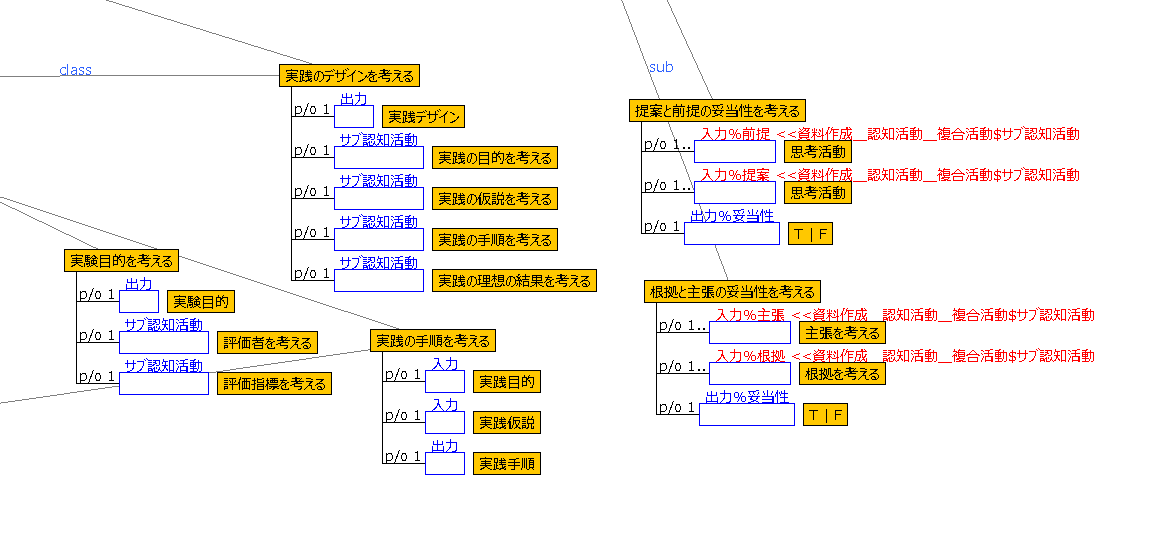 class
実践のデザインを考える
出力
p/o 1
実践デザイン
サブ認知活動
p/o 1
実践の目的を考える
サブ認知活動
p/o 1
実践の仮説を考える
サブ認知活動
p/o 1
実践の手順を考える
サブ認知活動
p/o 1
実践の理想の結果を考える
実験目的を考える
出力
p/o 1
実験目的
サブ認知活動
p/o 1
評価者を考える
サブ認知活動
p/o 1
評価指標を考える
実践の手順を考える
入力
p/o 1
実践目的
入力
p/o 1
実践仮説
出力
p/o 1
実践手順
sub
提案と前提の妥当性を考える
入力%前提 <<資料作成__認知活動__複合活動$サブ認知活動
p/o 1..
思考活動
入力%提案 <<資料作成__認知活動__複合活動$サブ認知活動
p/o 1..
思考活動
出力%妥当性
p/o 1
T | F
根拠と主張の妥当性を考える
入力%主張 <<資料作成__認知活動__複合活動$サブ認知活動
p/o 1..
主張を考える
入力%根拠 <<資料作成__認知活動__複合活動$サブ認知活動
p/o 1..
根拠を考える
出力%妥当性
p/o 1
T | F